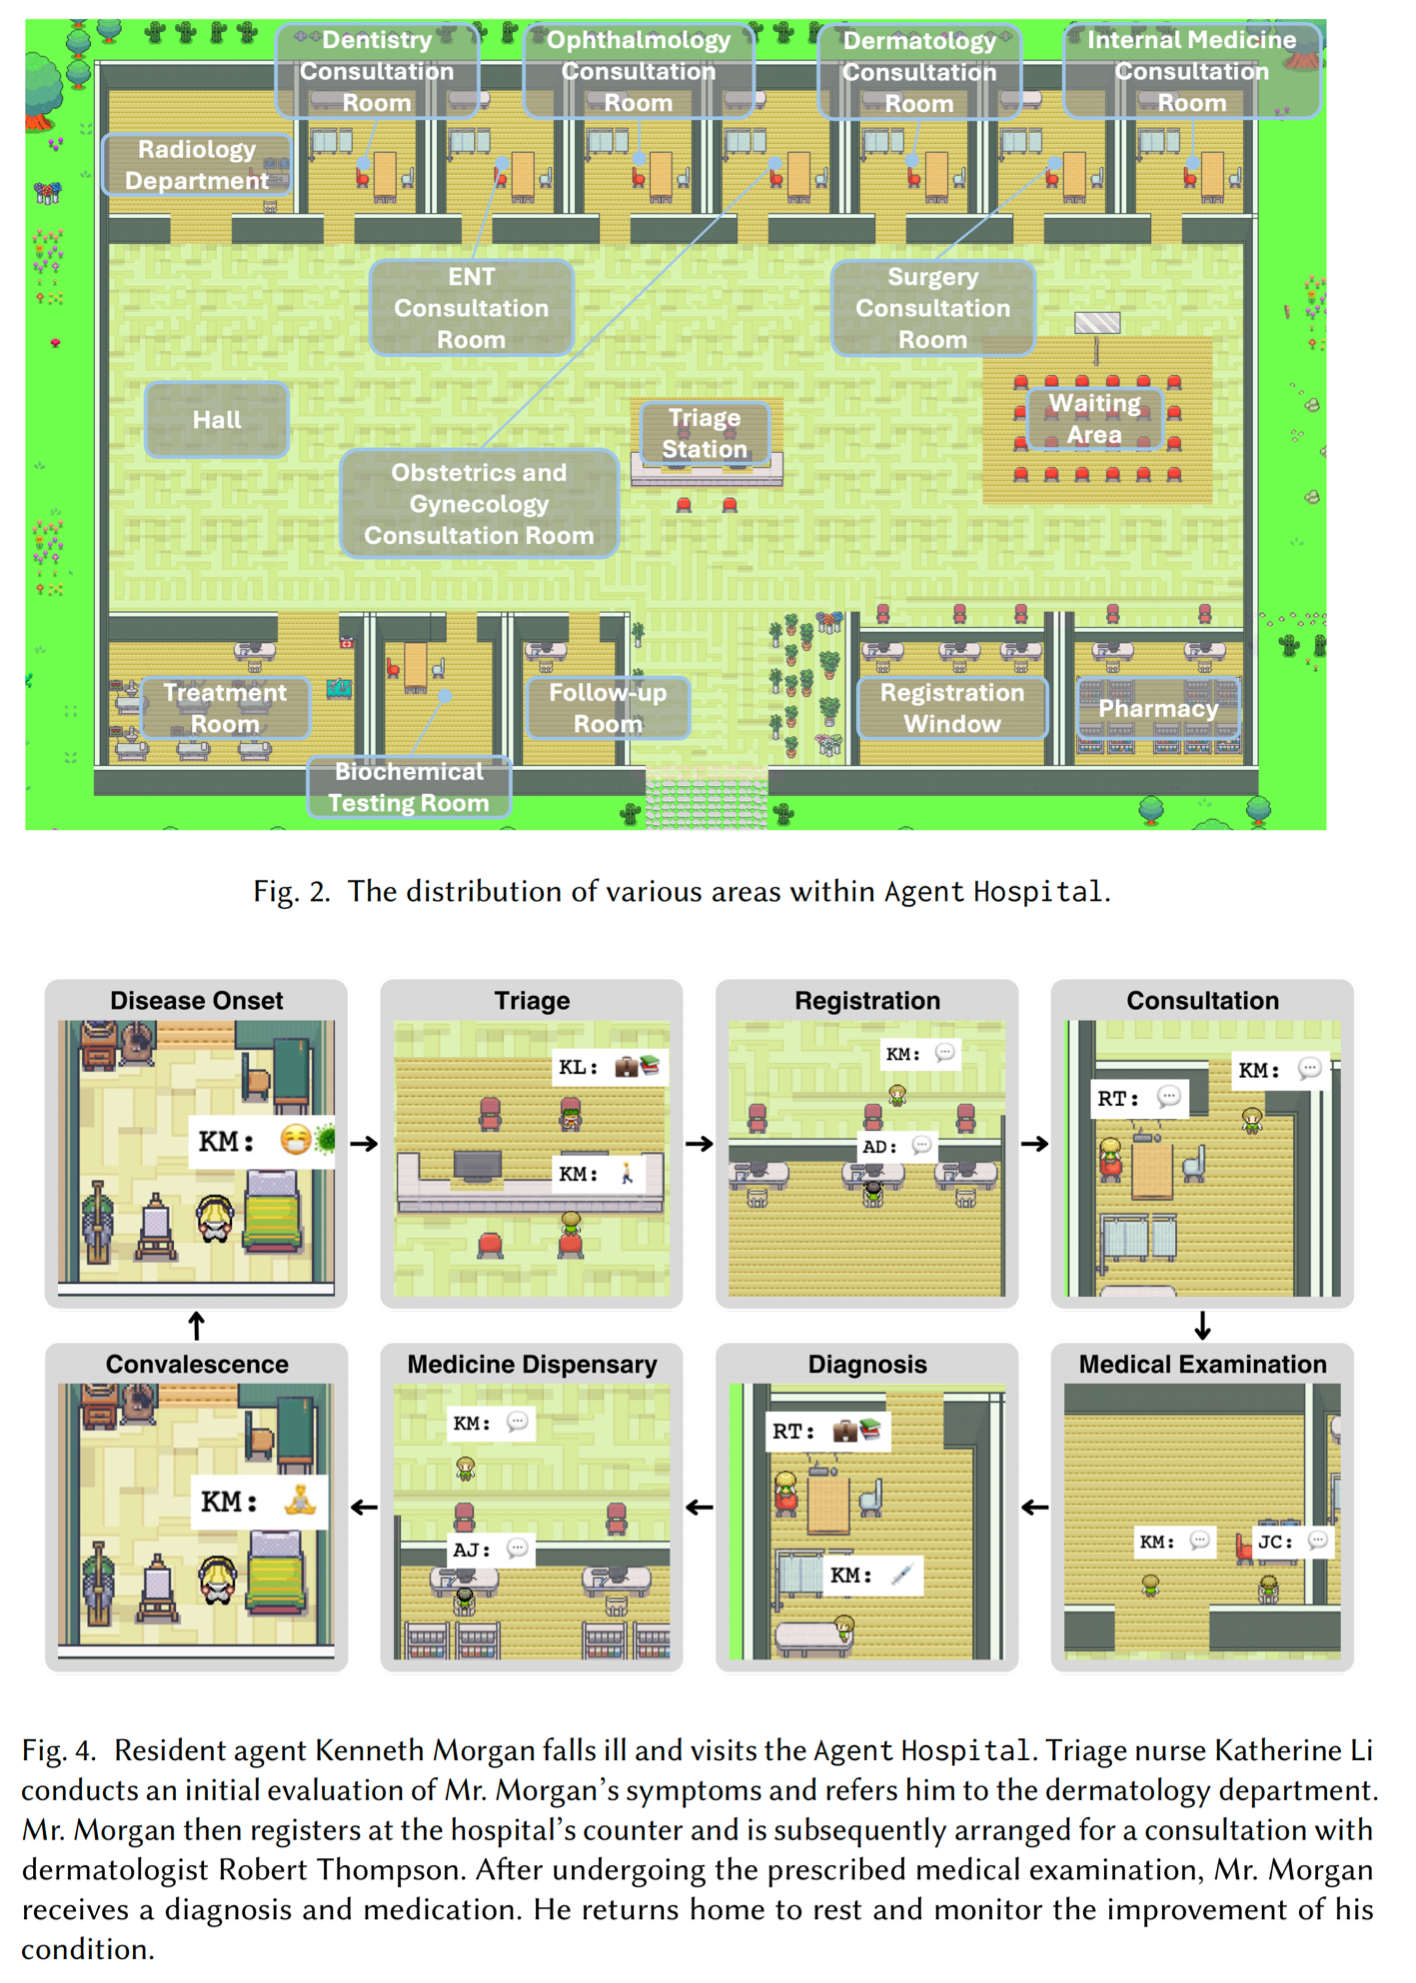 Dentistry
Consultation
Room
Ophthalmology
Consultation
Room
Dermatology
Consultation
Room
Internal Medicine
Consultation
Room
Radiology
Department
ENT
Consultation
Room
Surgery
Consultation
Room
Hall
Triage
Station
Waiting
Area
Obstetrics and
Gynecology
Consultation Room
Treatment
Room
Follow-up
Room
Registration
Window
Pharmacy
Biochemical
Testing Room
Fig. 2. The distribution of various areas within Agent Hospital.
Disease Onset
KM:
Triage
KL:
KM:
Registration
KM:
AD:
Consultation
KM:
RT:
Convalescence
KM:
Medicine Dispensary
KM:
AJ:
Diagnosis
RT:
KM:
Medical Examination
KM:
JC:
Fig. 4. Resident agent Kenneth Morgan falls ill and visits the Agent Hospital. Triage nurse Katherine Li
conducts an initial evaluation of Mr. Morgan's symptoms and refers him to the dermatology department.
Mr. Morgan then registers at the hospital's counter and is subsequently arranged for a consultation with
dermatologist Robert Thompson. After undergoing the prescribed medical examination, Mr. Morgan
receives a diagnosis and medication. He returns home to rest and monitor the improvement of his
condition.